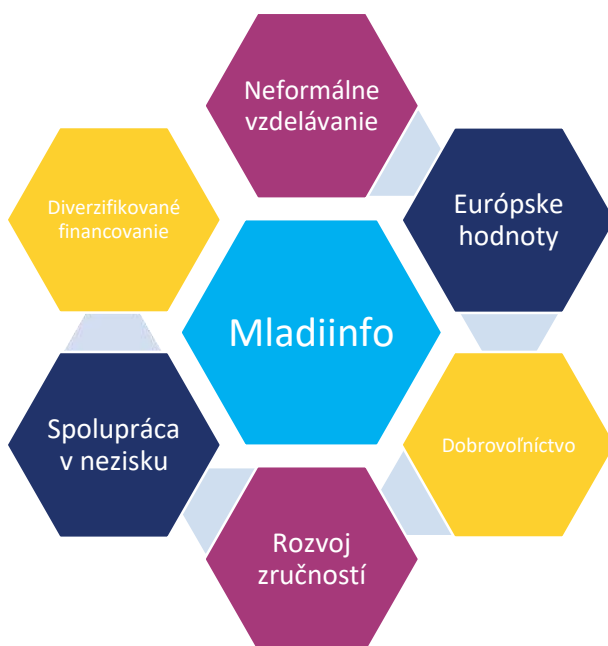 Neformálne
vzdelávanie
Európske
hodnoty
Dobrovoľníctvo
Rozvoj
zručností
Spolupráca
v nezisku
Diverzifikované
financovanie
Mladiinfo